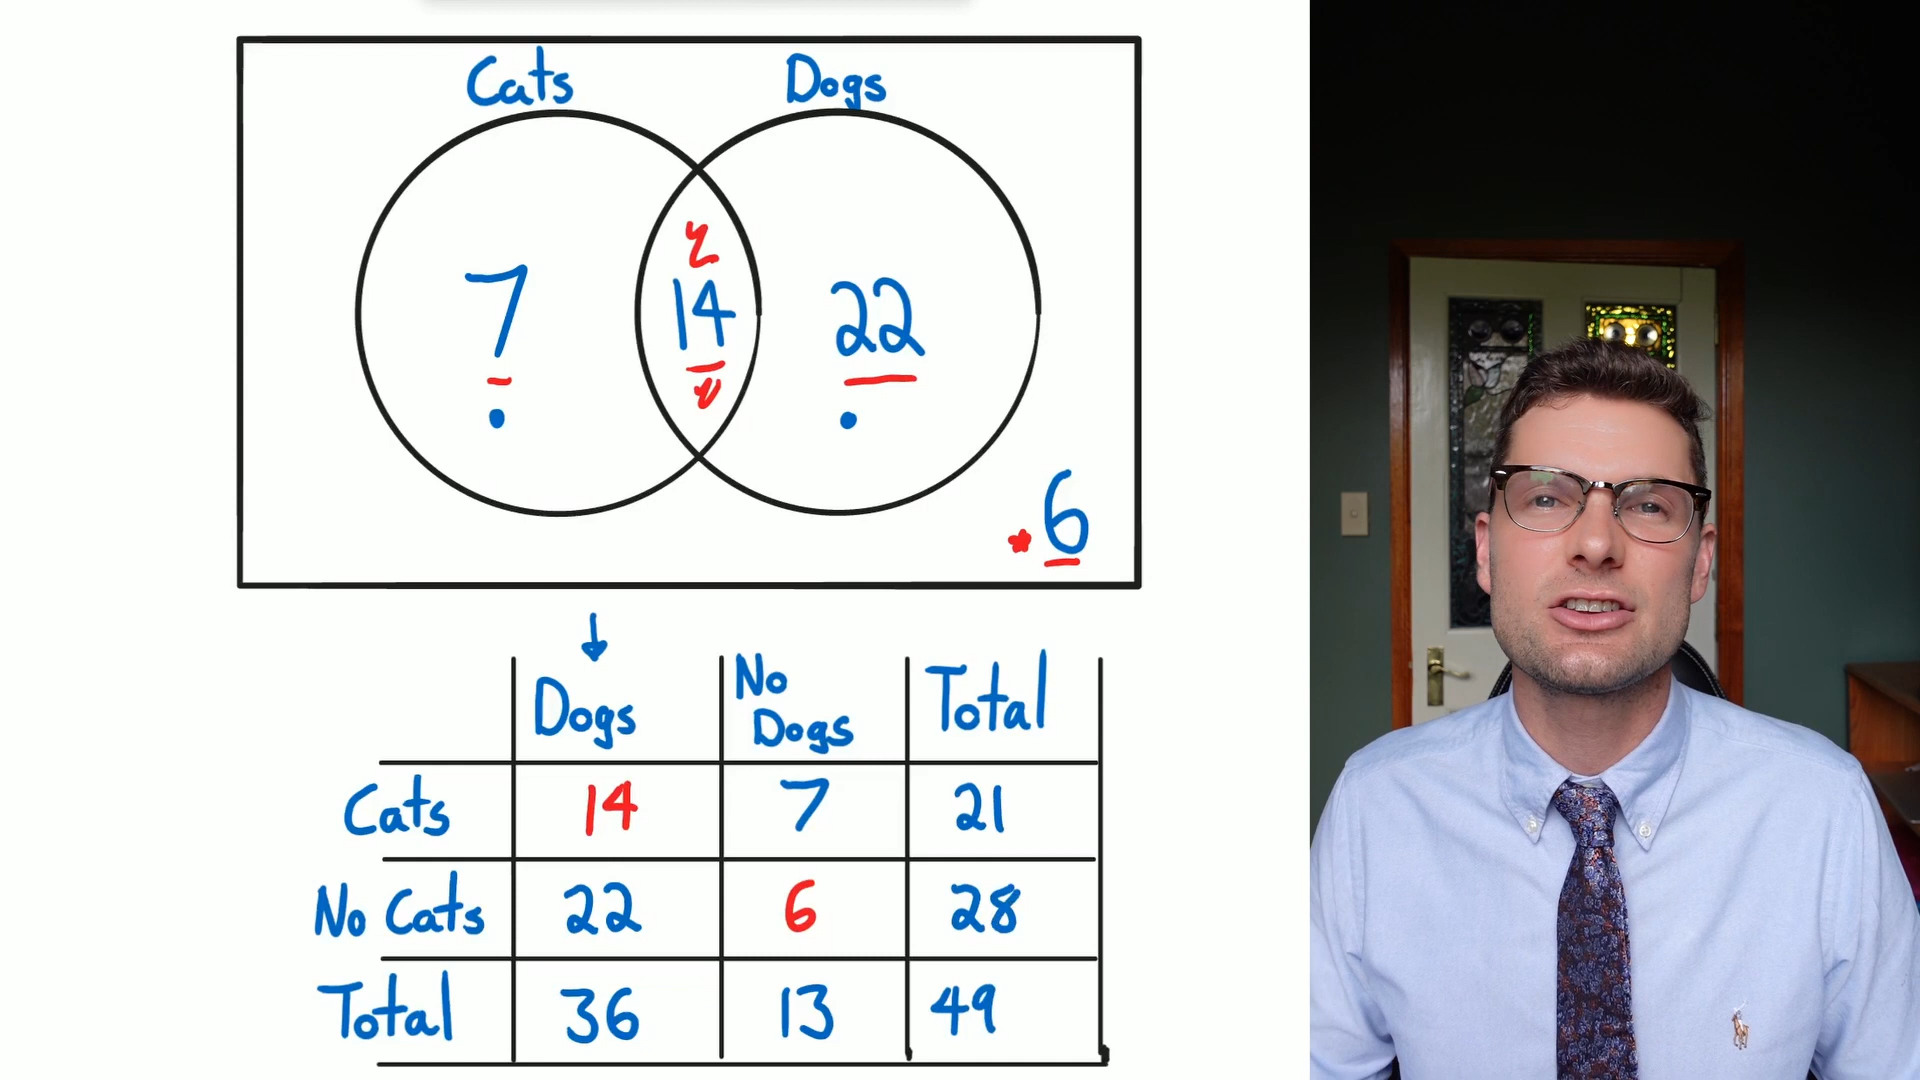 Cats Dogs
7 14 22
6
Dogs No Dogs Total
Cats 14 7 21
No Cats 22 6 28
Total 36 13 49